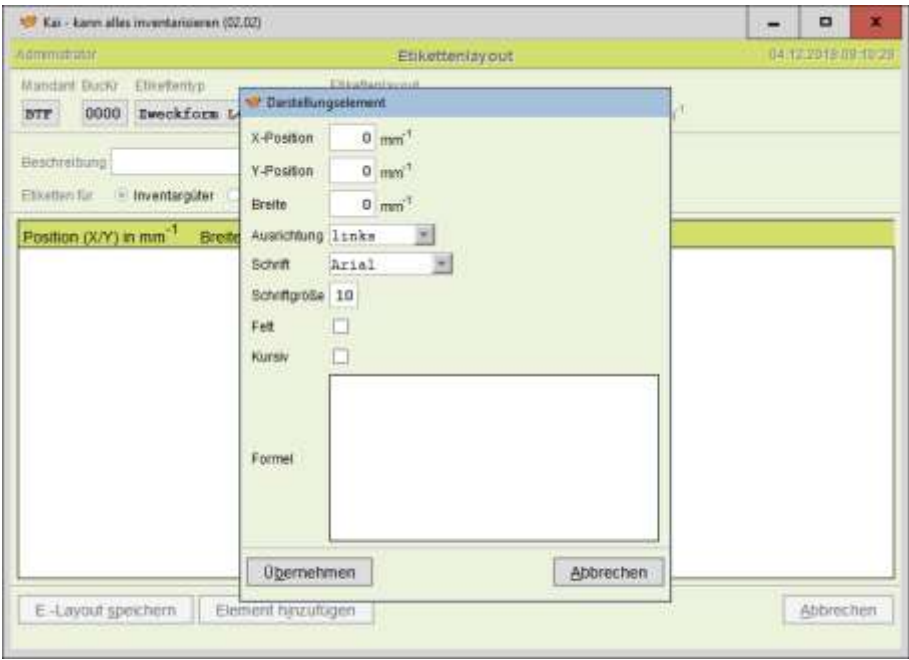 Kai - kann alles inventarisieren (02.02)
Administrator Etikettenlayout 04.12.2018 09:10:29
Mandant BucKr Etikettentyp Etikettenlayout
BTF 0000 Zweckform
Beschreibung
Etiketten für Inventargüter
Position (X/Y) in mm⁻¹ Breite
Darstellungselement
X-Position 0 mm⁻¹
Y-Position 0 mm⁻¹
Breite 0 mm⁻¹
Ausrichtung links
Schrift Arial
Schriftgröße 10
Fett
Kursiv
Formel
Übernehmen Abbrechen
E -Layout speichern Element hinzufügen Abbrechen